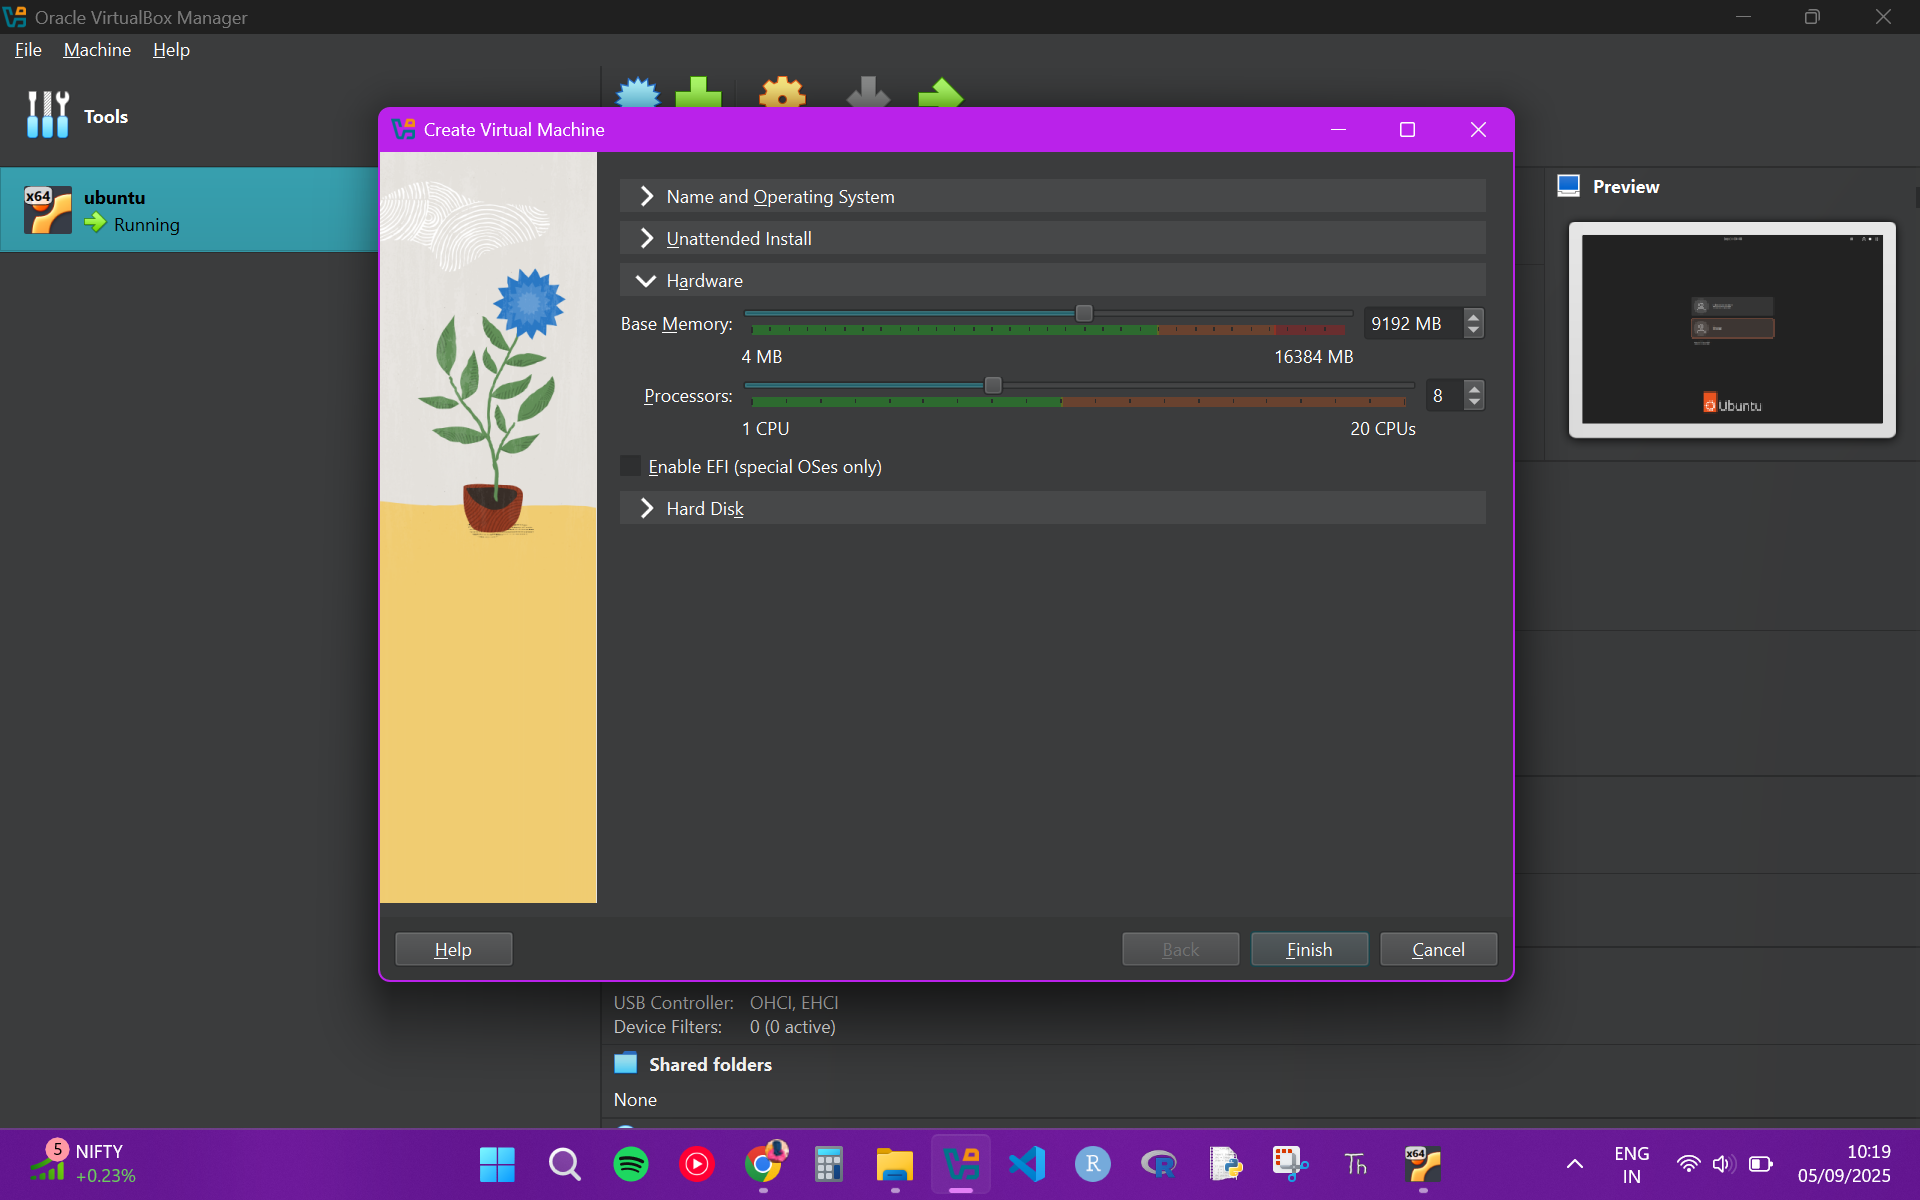 Oracle VirtualBox Manager
File Machine Help
Tools
x64
ubuntu
Running
Create Virtual Machine
Name and Operating System
Unattended Install
Hardware
Base Memory:
9192 MB
4 MB
16384 MB
Processors:
8
1 CPU
20 CPUs
Enable EFI (special OSes only)
Hard Disk
Help
Back
Finish
Cancel
Preview
Ubuntu
USB Controller: OHCI, EHCI
Device Filters: 0 (0 active)
Shared folders
None
5
NIFTY
+0.23%
R
R
Th
x64
ENG
IN
10:19
05/09/2025